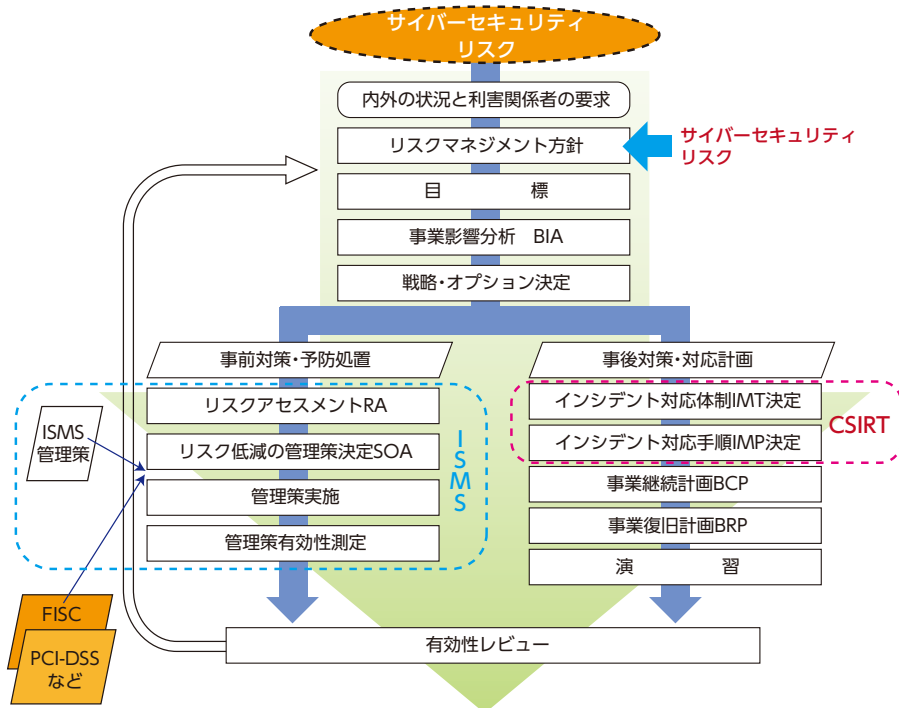 サイバーセキュリティ
リスク
内外の状況と利害関係者の要求
リスクマネジメント方針
サイバーセキュリティ
リスク
目　　　標
事業影響分析　BIA
戦略・オプション決定
事前対策・予防処置
リスクアセスメントRA
リスク低減の管理策決定SOA
管理策実施
管理策有効性測定
ISMS
ISMS
管理策
FISC
PCI-DSS
など
事後対策・対応計画
インシデント対応体制IMT決定
インシデント対応手順IMP決定
CSIRT
事業継続計画BCP
事業復旧計画BRP
演　　　習
有効性レビュー